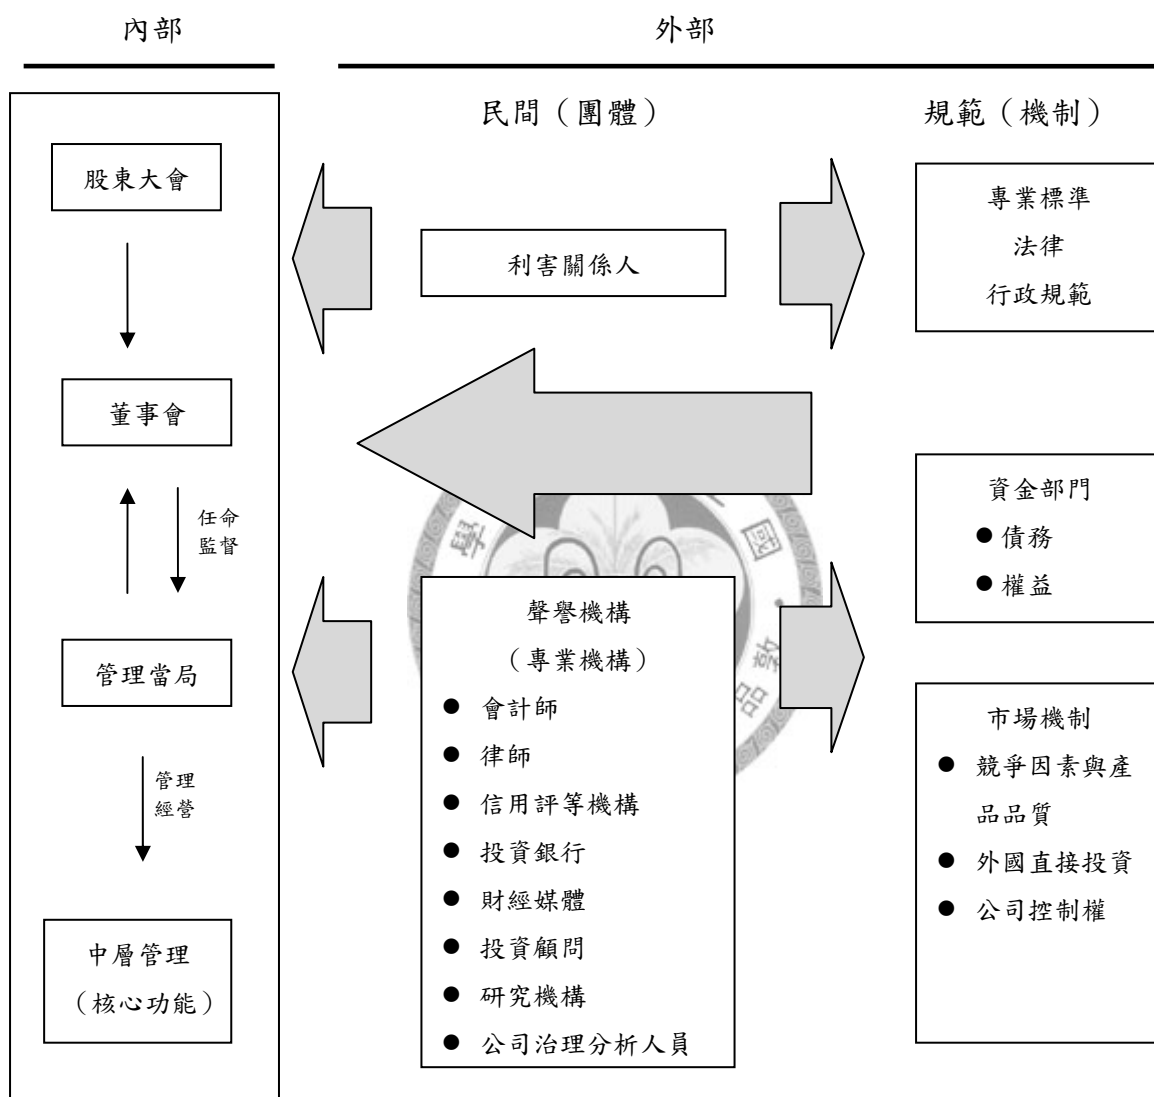 內部
外部
民間（團體）
規範（機制）
股東大會
董事會
任命
監督
管理當局
管理
經營
中層管理
（核心功能）
利害關係人
聲譽機構
（專業機構）
● 會計師
● 律師
● 信用評等機構
● 投資銀行
● 財經媒體
● 投資顧問
● 研究機構
● 公司治理分析人員
專業標準
法律
行政規範
資金部門
● 債務
● 權益
市場機制
● 競爭因素與產
品品質
● 外國直接投資
● 公司控制權
學
國
敦
品